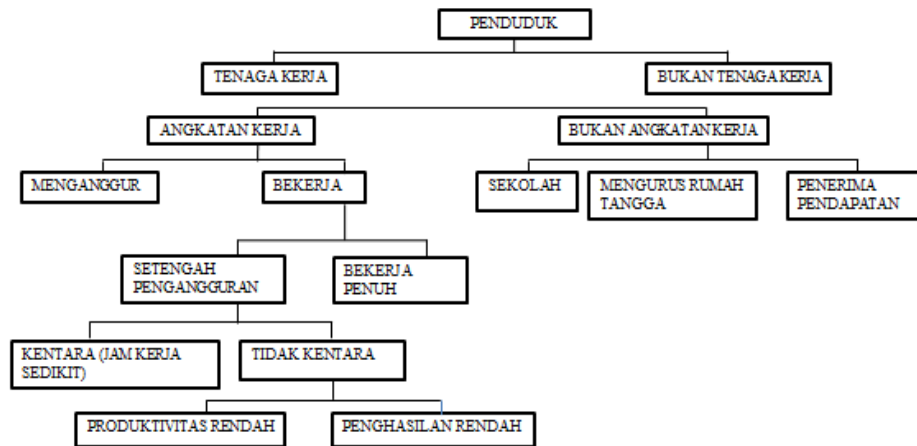 PENDUDUK
TENAGA KERJA
BUKAN TENAGA KERJA
ANGKATAN KERJA
BUKAN ANGKATAN KERJA
MENGANGGUR
BEKERJA
SEKOLAH
MENGURUS RUMAH
TANGGA
PENERIMA
PENDAPATAN
SETENGAH
PENGANGGURAN
BEKERJA
PENUH
KENTARA (JAM KERJA
SEDIKIT)
TIDAK KENTARA
PRODUKTIVITAS RENDAH
PENGHASILAN RENDAH